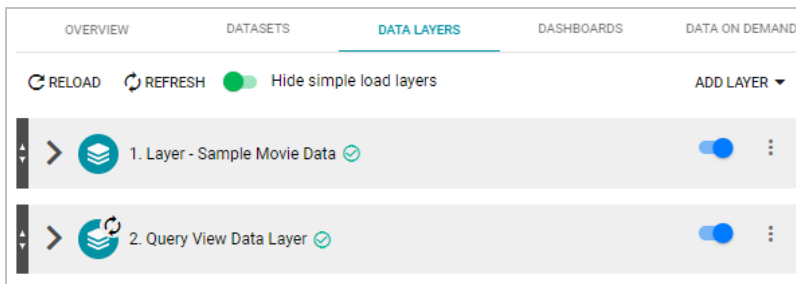 OVERVIEW DATASETS DATA LAYERS DASHBOARDS DATA ON DEMAND
RELOAD REFRESH Hide simple load layers ADD LAYER
1. Layer - Sample Movie Data
2. Query View Data Layer